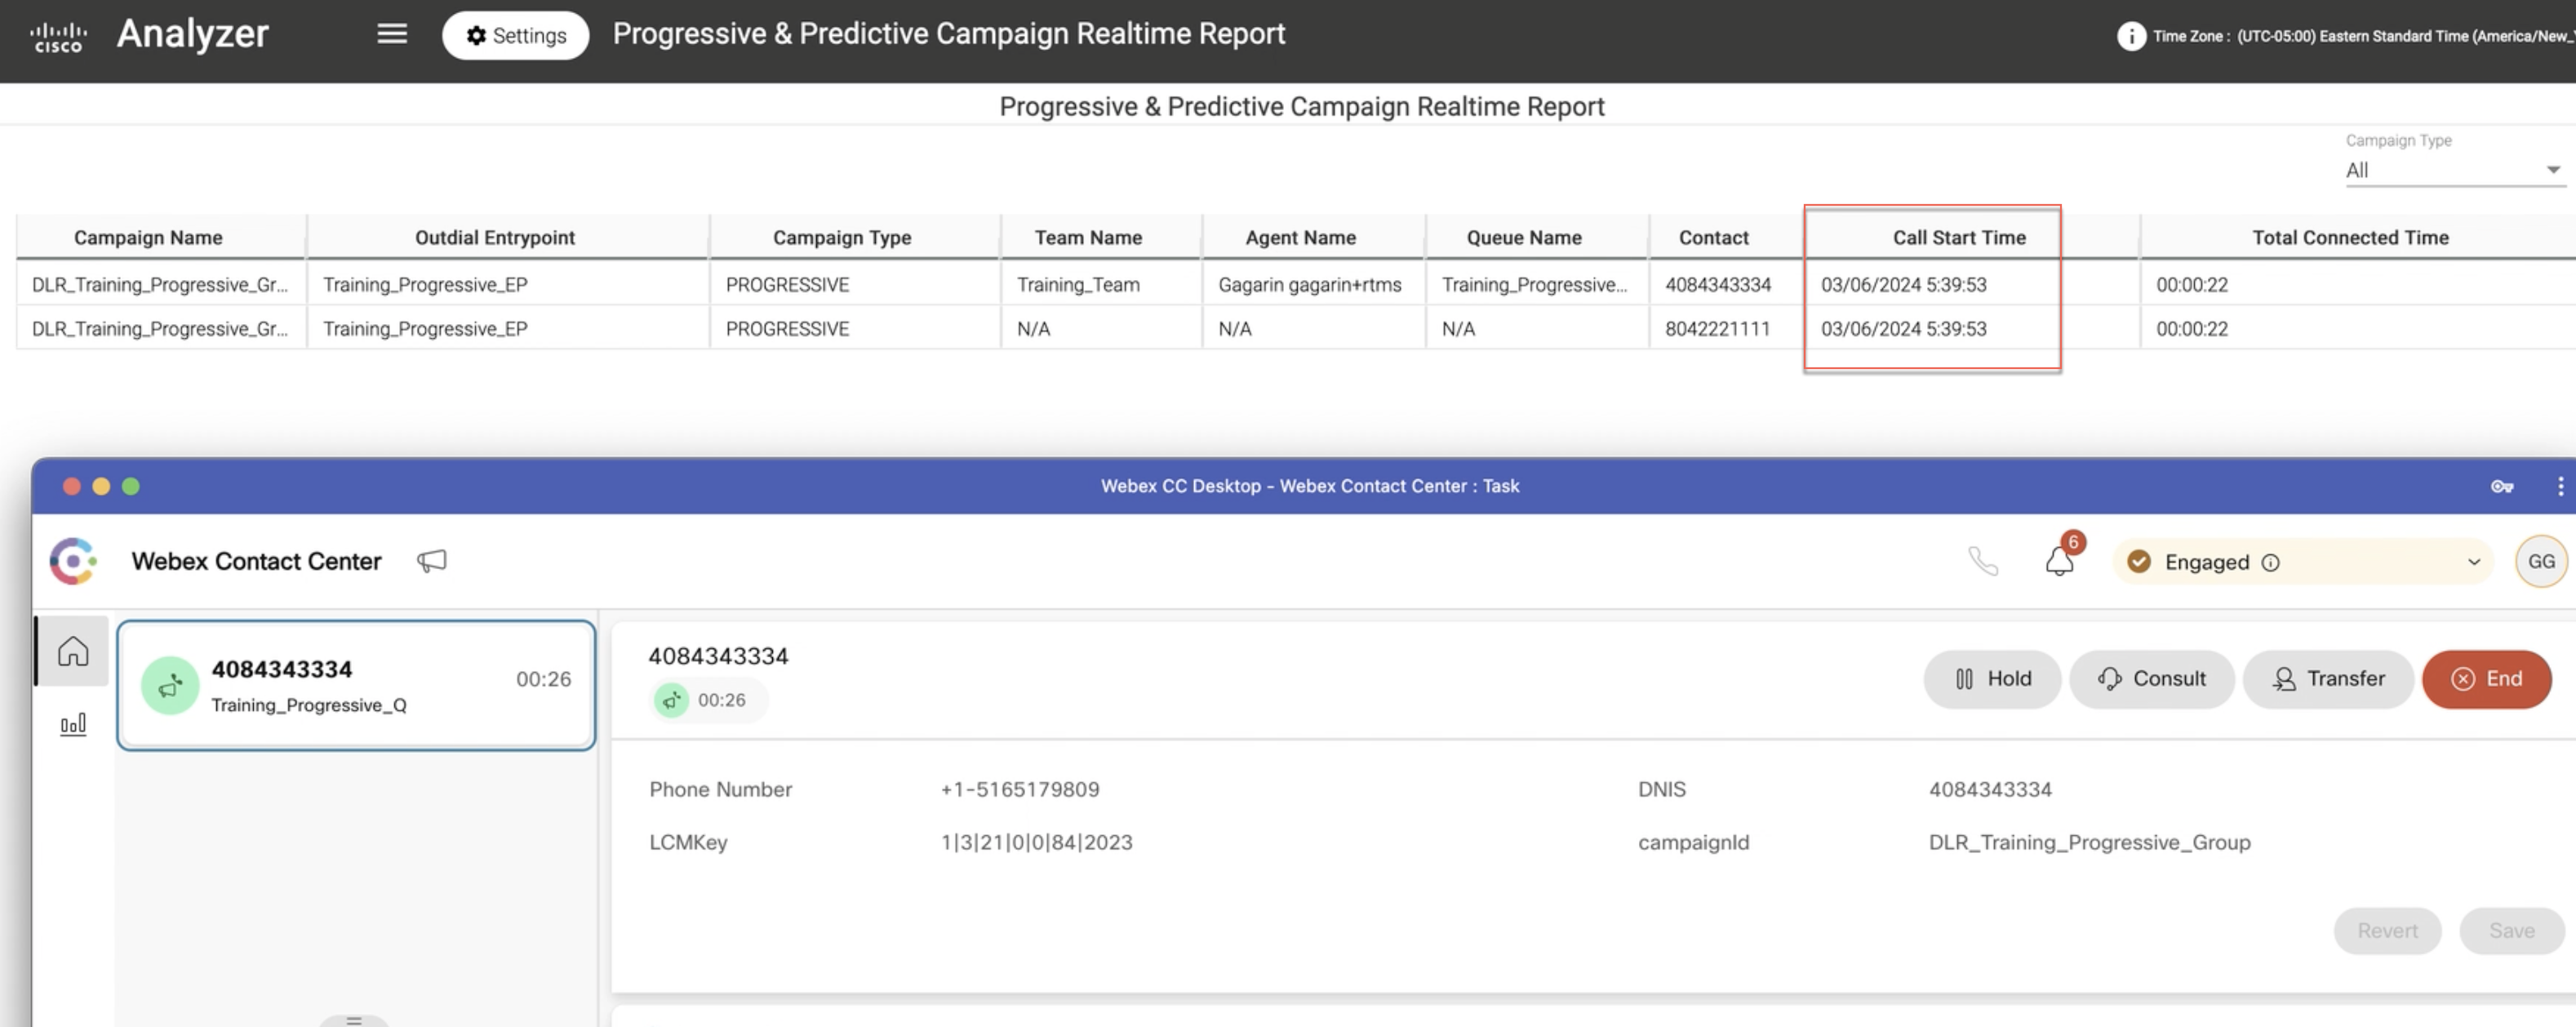 CISCO Analyzer Settings Progressive & Predictive Campaign Realtime Report Time Zone : (UTC-05:00) Eastern Standard Time (America/New_
Progressive & Predictive Campaign Realtime Report
Campaign Type
All
Campaign Name Outdial Entrypoint Campaign Type Team Name Agent Name Queue Name Contact Call Start Time Total Connected Time
DLR_Training_Progressive_Gr... Training_Progressive_EP PROGRESSIVE Training_Team Gagarin gagarin+rtms Training_Progressive... 4084343334 03/06/2024 5:39:53 00:00:22
DLR_Training_Progressive_Gr... Training_Progressive_EP PROGRESSIVE N/A N/A N/A 8042221111 03/06/2024 5:39:53 00:00:22
Webex CC Desktop - Webex Contact Center : Task
Webex Contact Center 6 Engaged GG
4084343334 00:26
Training_Progressive_Q
4084343334
00:26
Hold Consult Transfer End
Phone Number +1-5165179809 DNIS 4084343334
LCMKey 1|3|21|0|0|84|2023 campaignId DLR_Training_Progressive_Group
Revert Save